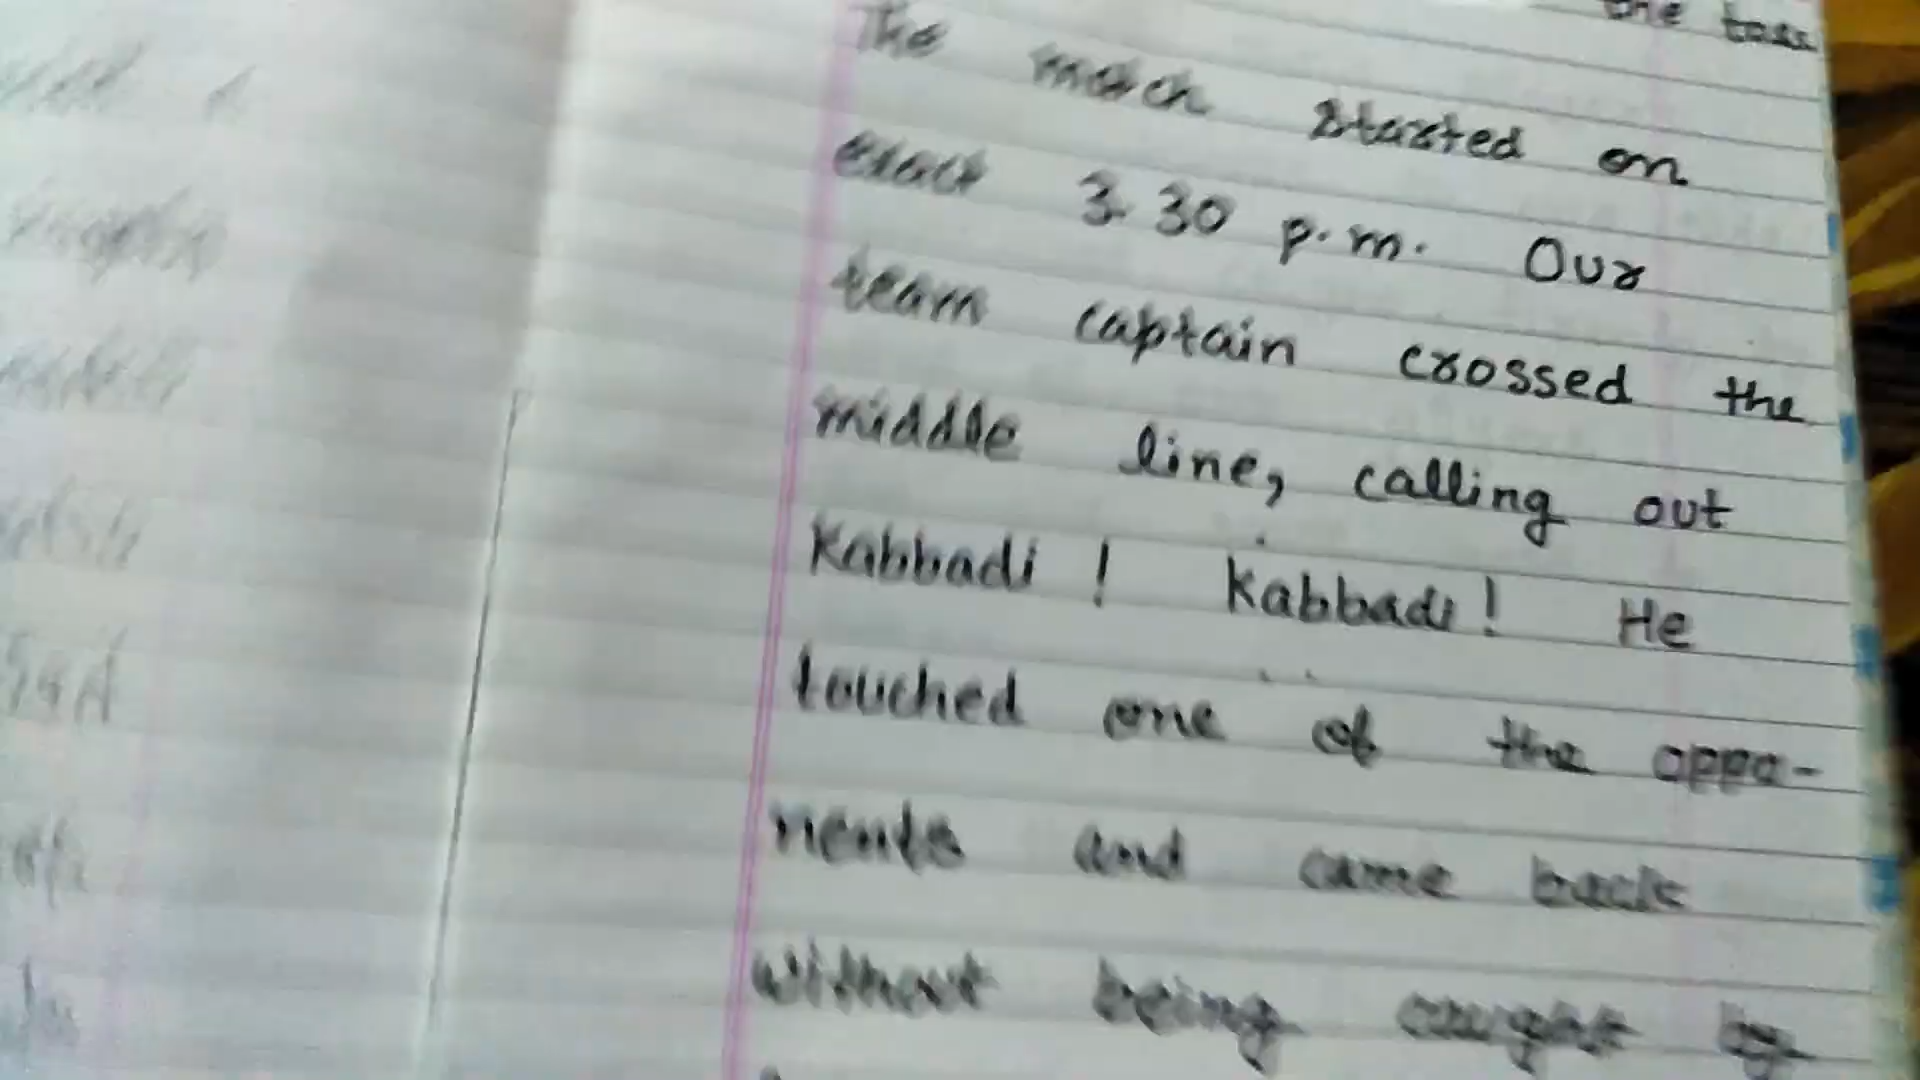 the toss
The match started on
exact 3.30 p.m. Our
team captain crossed the
middle line, calling out
Kabbadi ! Kabbadi! He
touched one of the oppo-
nents and came back
without being caught by